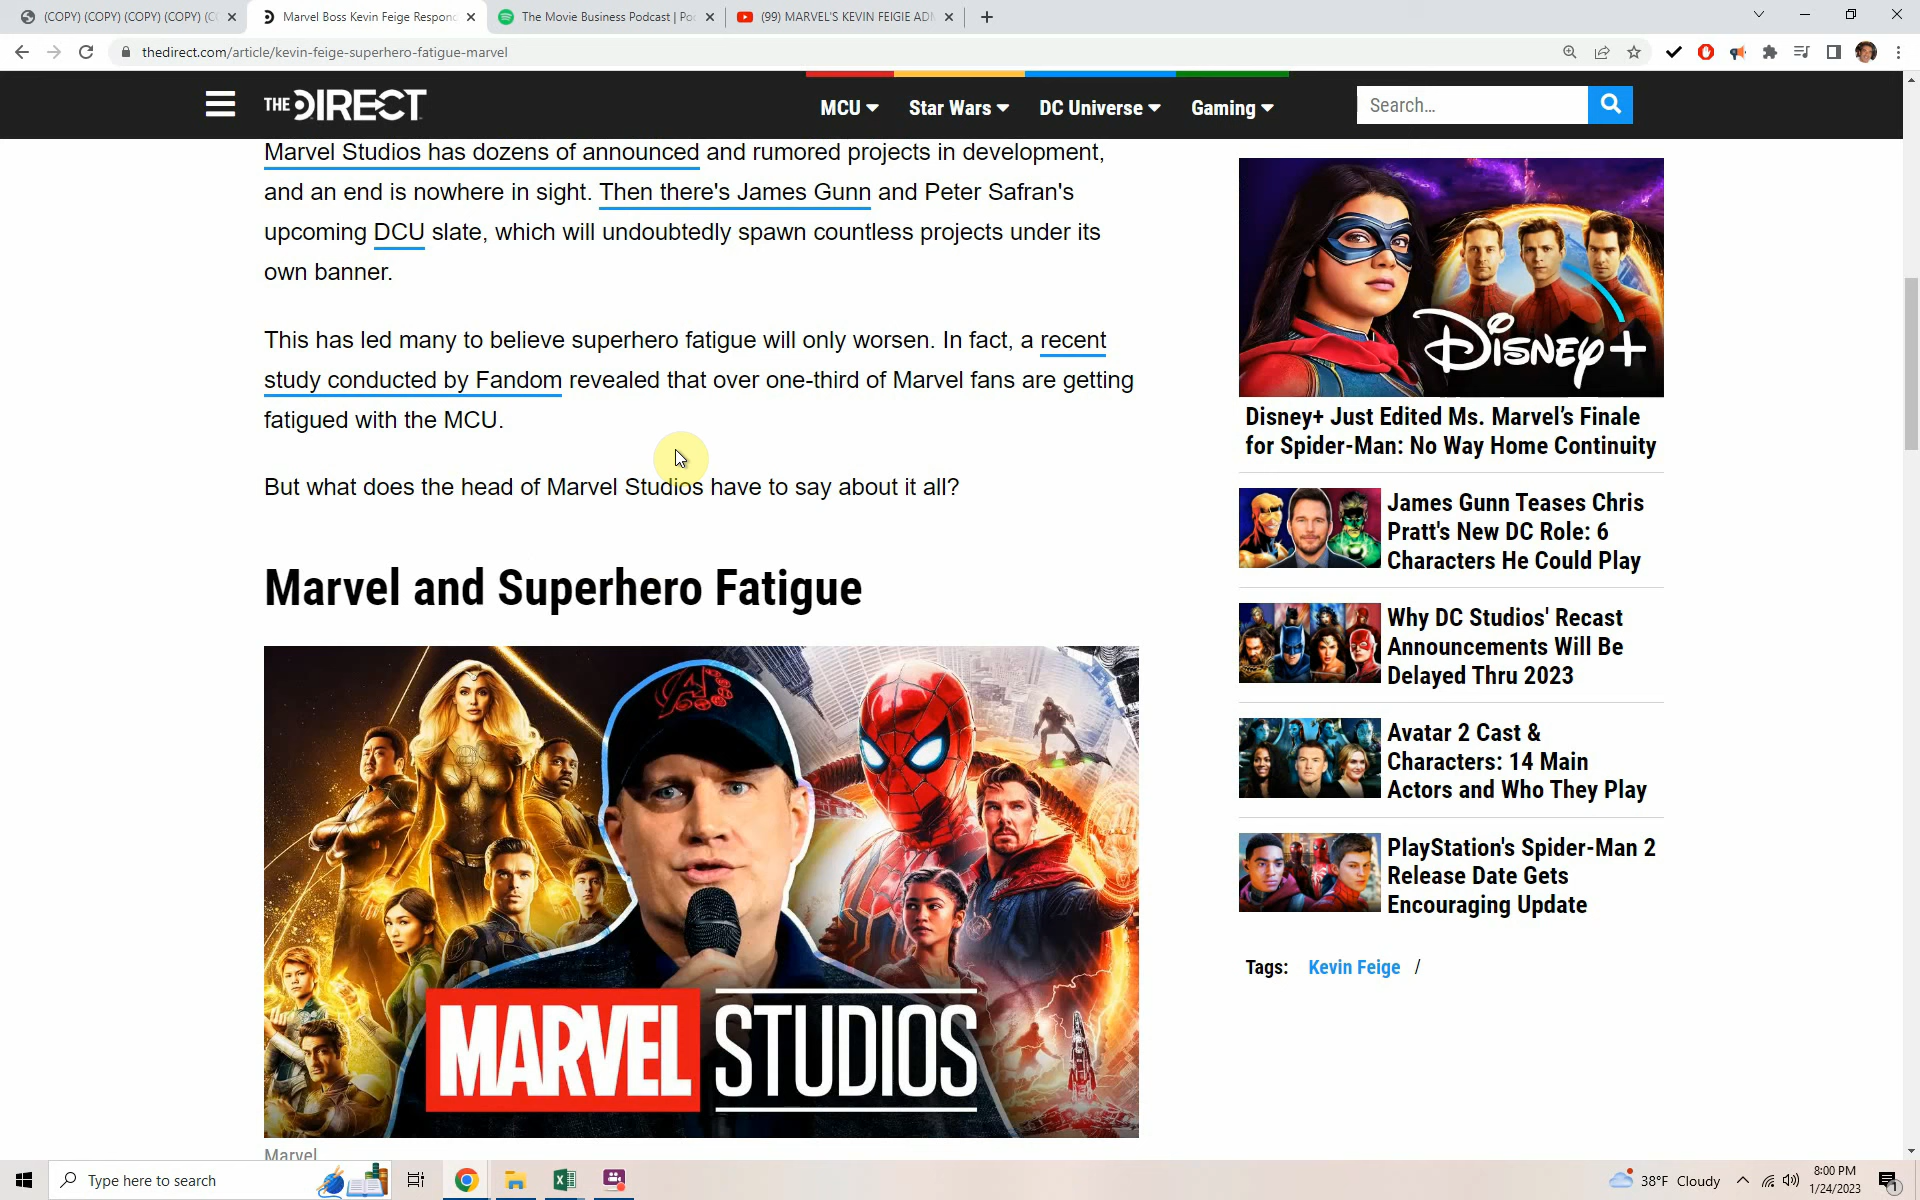 (COPY) (COPY) (COPY) (COPY) (C
Marvel Boss Kevin Feige Respon
The Movie Business Podcast | Po
(99) MARVEL'S KEVIN FEIGIE ADM
thedirect.com/article/kevin-feige-superhero-fatigue-marvel
THE DIRECT
MCU
Star Wars
DC Universe
Gaming
Search...
Marvel Studios has dozens of announced and rumored projects in development,
and an end is nowhere in sight. Then there's James Gunn and Peter Safran's
upcoming DCU slate, which will undoubtedly spawn countless projects under its
own banner.
This has led many to believe superhero fatigue will only worsen. In fact, a recent
study conducted by Fandom revealed that over one-third of Marvel fans are getting
fatigued with the MCU.
But what does the head of Marvel Studios have to say about it all?
Marvel and Superhero Fatigue
MARVEL STUDIOS
Marvel
Disney+
Disney+ Just Edited Ms. Marvel’s Finale
for Spider-Man: No Way Home Continuity
James Gunn Teases Chris
Pratt's New DC Role: 6
Characters He Could Play
Why DC Studios' Recast
Announcements Will Be
Delayed Thru 2023
Avatar 2 Cast &
Characters: 14 Main
Actors and Who They Play
PlayStation's Spider-Man 2
Release Date Gets
Encouraging Update
Tags: Kevin Feige /
Type here to search
38°F Cloudy
8:00 PM
1/24/2023
1